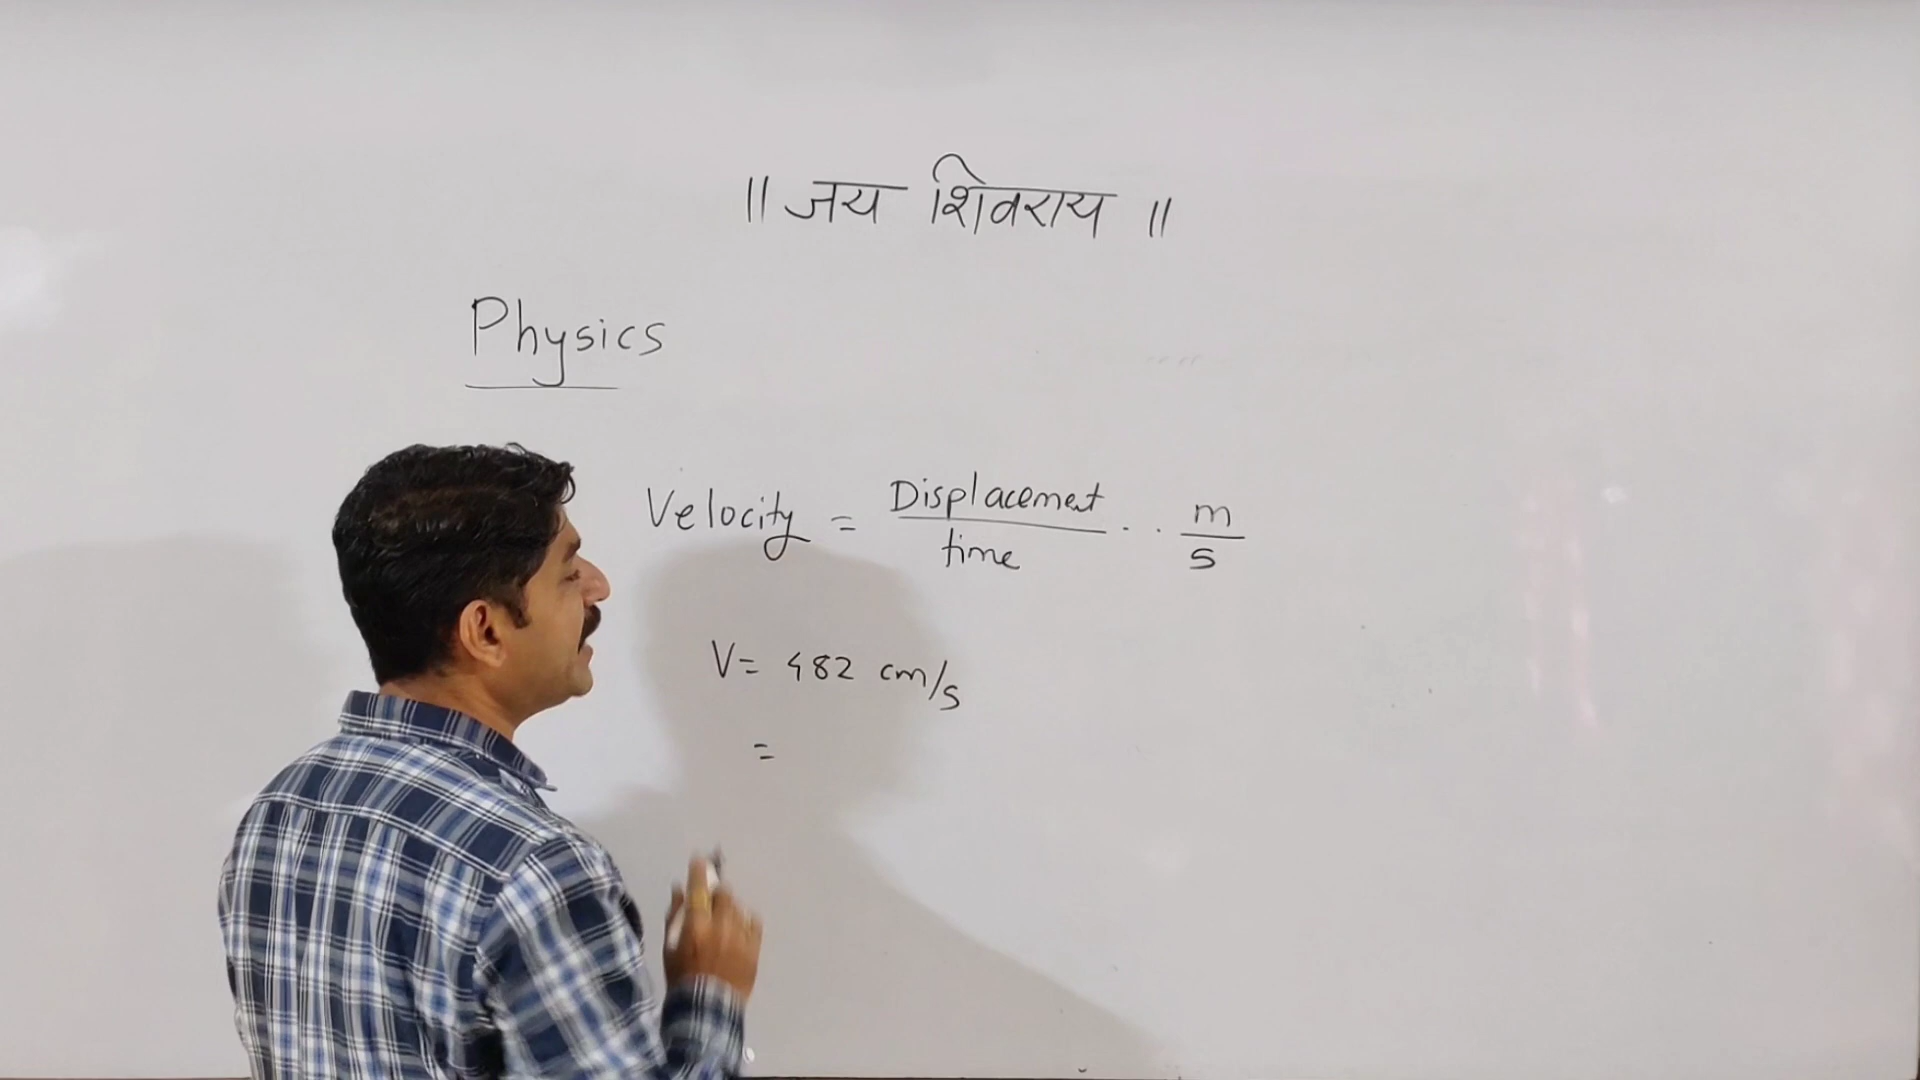 ॥ जय शिवराय ॥
Physics
Velocity = Displacement / time .. m / s
V = 482 cm/s
=